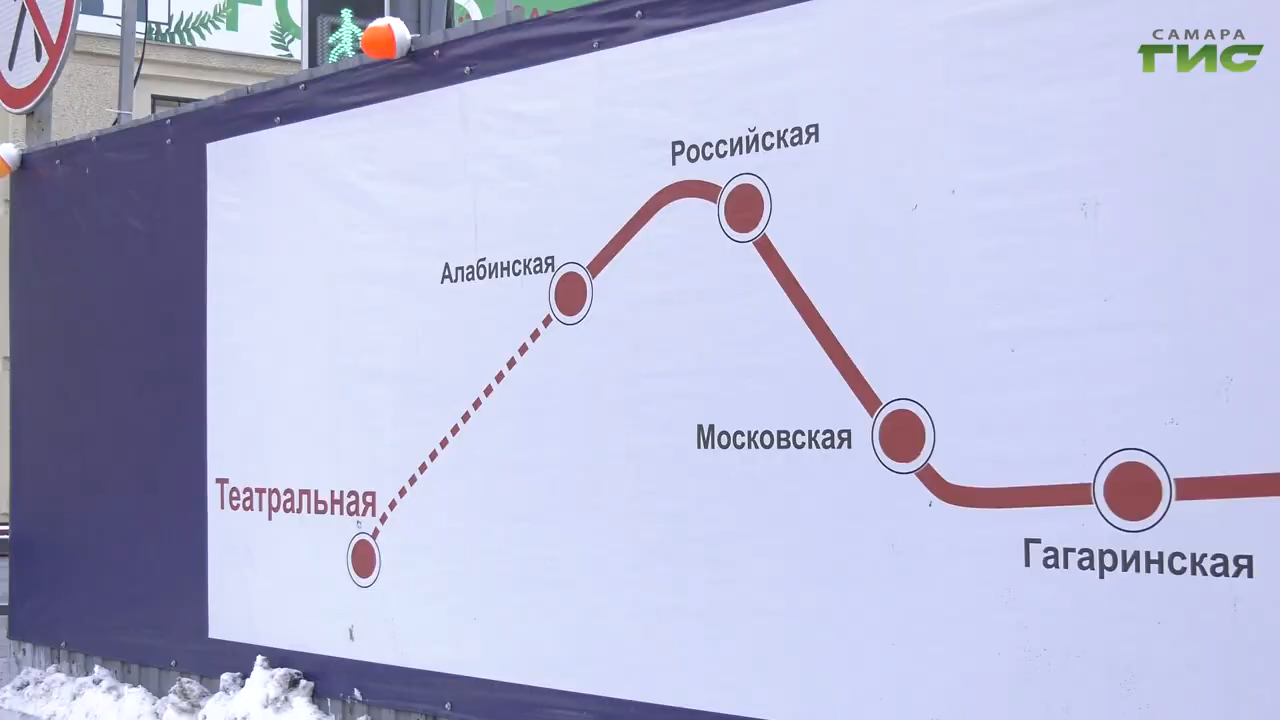 САМАРА
ГИС
Российская
Алабинская
Московская
Театральная
Гагаринская